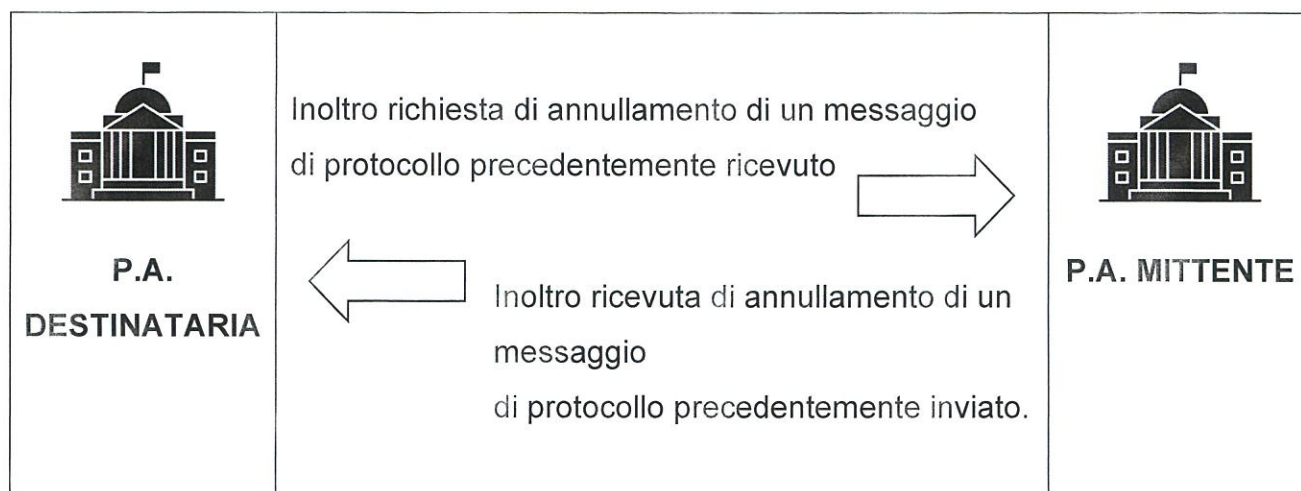 Inoltro richiesta di annullamento di un messaggio
di protocollo precedentemente ricevuto
P.A.
DESTINATARIA
P.A. MITTENTE
Inoltro ricevuta di annullamento di un
messaggio
di protocollo precedentemente inviato.